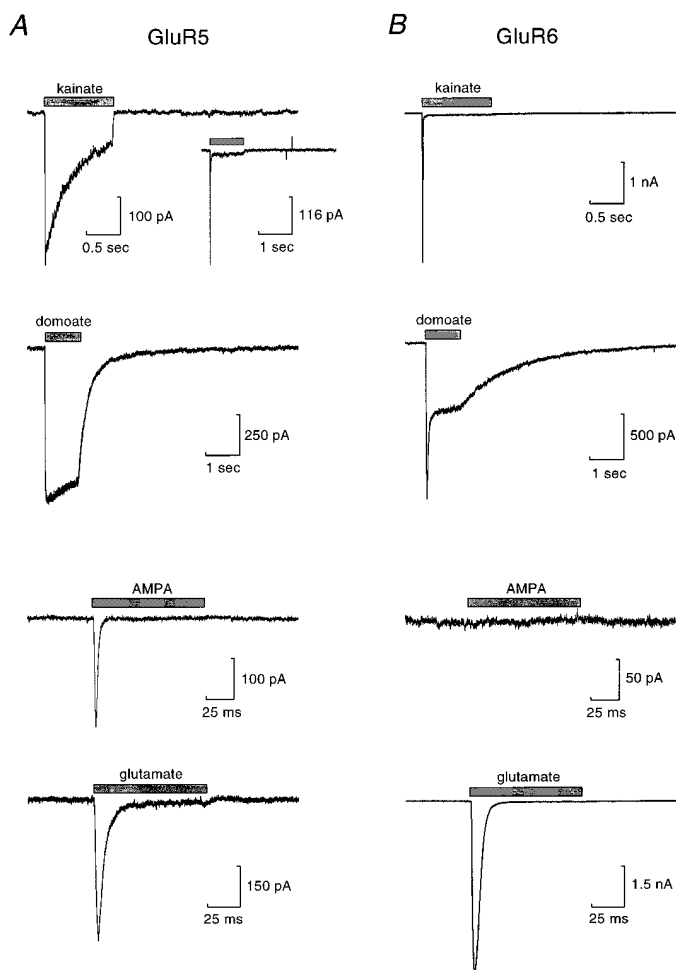 A
GluR5
B
GluR6
kainate
100 pA
0.5 sec
116 pA
1 sec
kainate
1 nA
0.5 sec
domoate
250 pA
1 sec
domoate
500 pA
1 sec
AMPA
100 pA
25 ms
AMPA
50 pA
25 ms
glutamate
150 pA
25 ms
glutamate
1.5 nA
25 ms